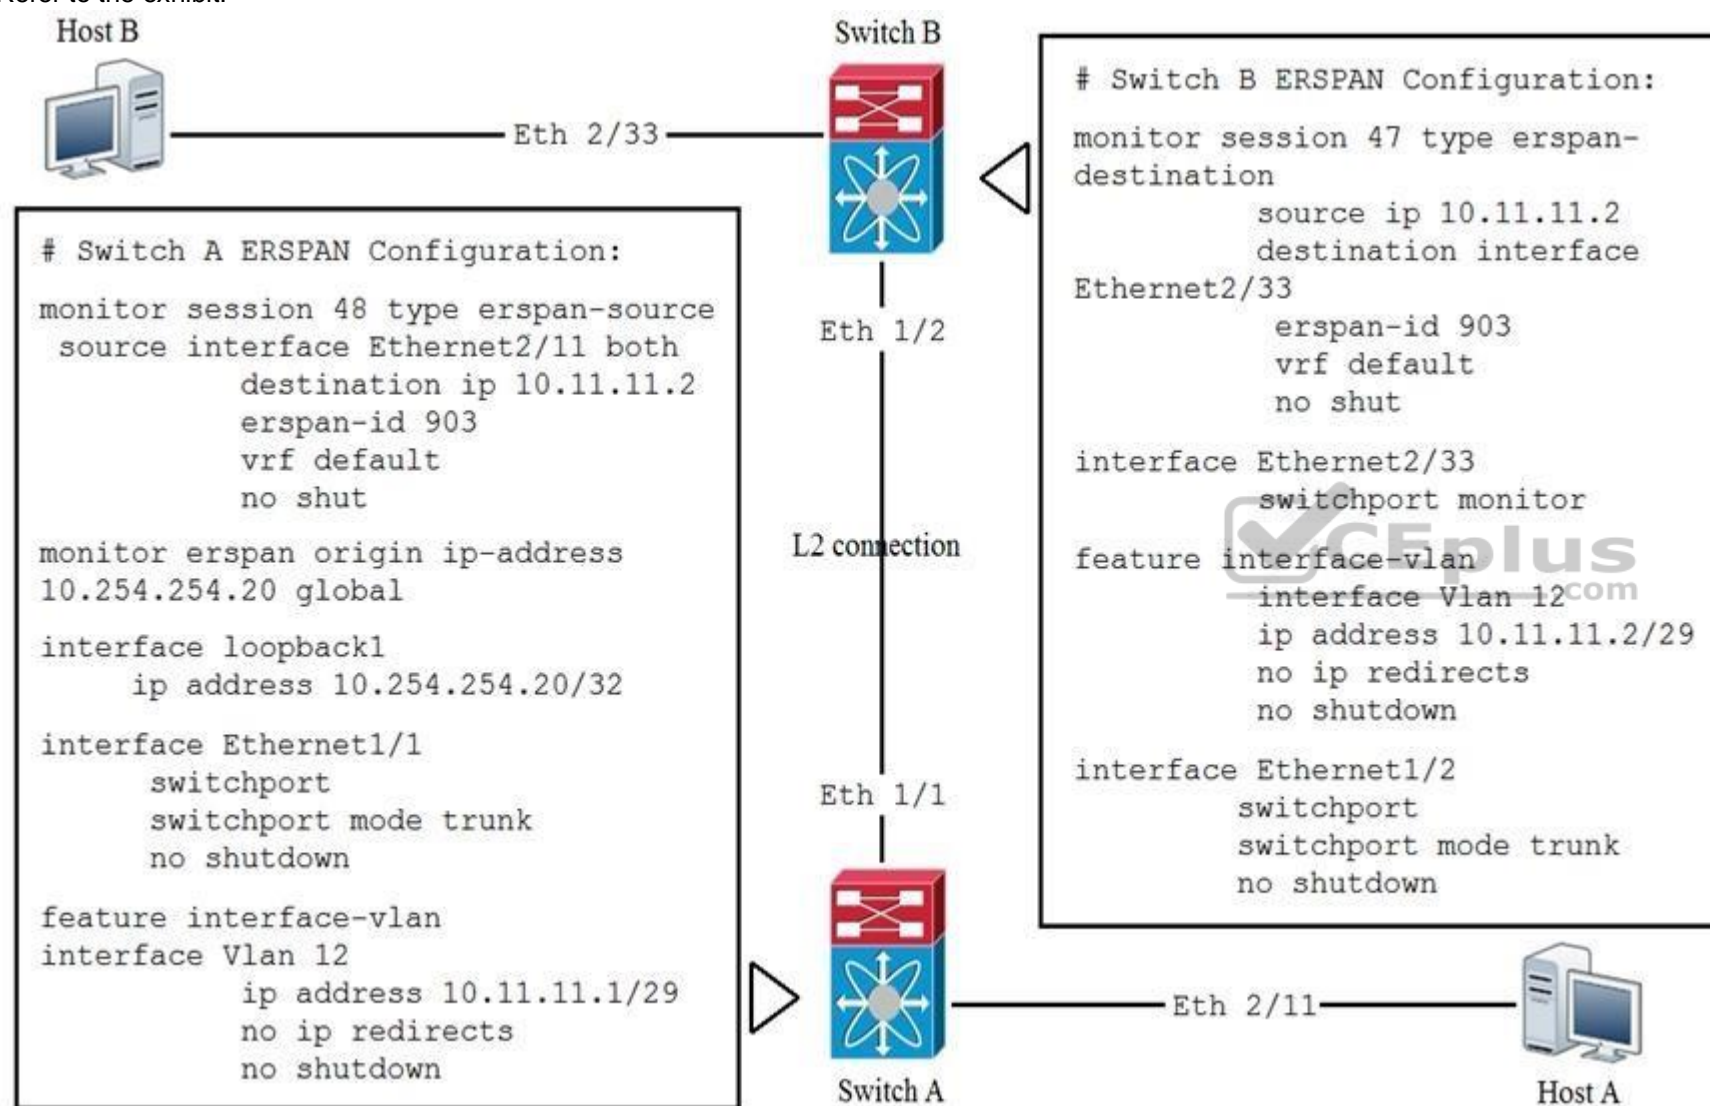 Refer to the exhibit.
Host B
Switch B
Eth 2/33
# Switch A ERSPAN Configuration:
monitor session 48 type erspan-source
source interface Ethernet2/11 both
destination ip 10.11.11.2
erspan-id 903
vrf default
no shut
monitor erspan origin ip-address
10.254.254.20 global
interface loopback1
ip address 10.254.254.20/32
interface Ethernet1/1
switchport
switchport mode trunk
no shutdown
feature interface-vlan
interface Vlan 12
ip address 10.11.11.1/29
no ip redirects
no shutdown
Eth 1/2
L2 connection
Eth 1/1
Switch A
# Switch B ERSPAN Configuration:
monitor session 47 type erspan-
destination
source ip 10.11.11.2
destination interface
Ethernet2/33
erspan-id 903
vrf default
no shut
interface Ethernet2/33
switchport monitor
feature interface-vlan
interface Vlan 12
ip address 10.11.11.2/29
no ip redirects
no shutdown
interface Ethernet1/2
switchport
switchport mode trunk
no shutdown
CEplus
.com
Eth 2/11
Host A